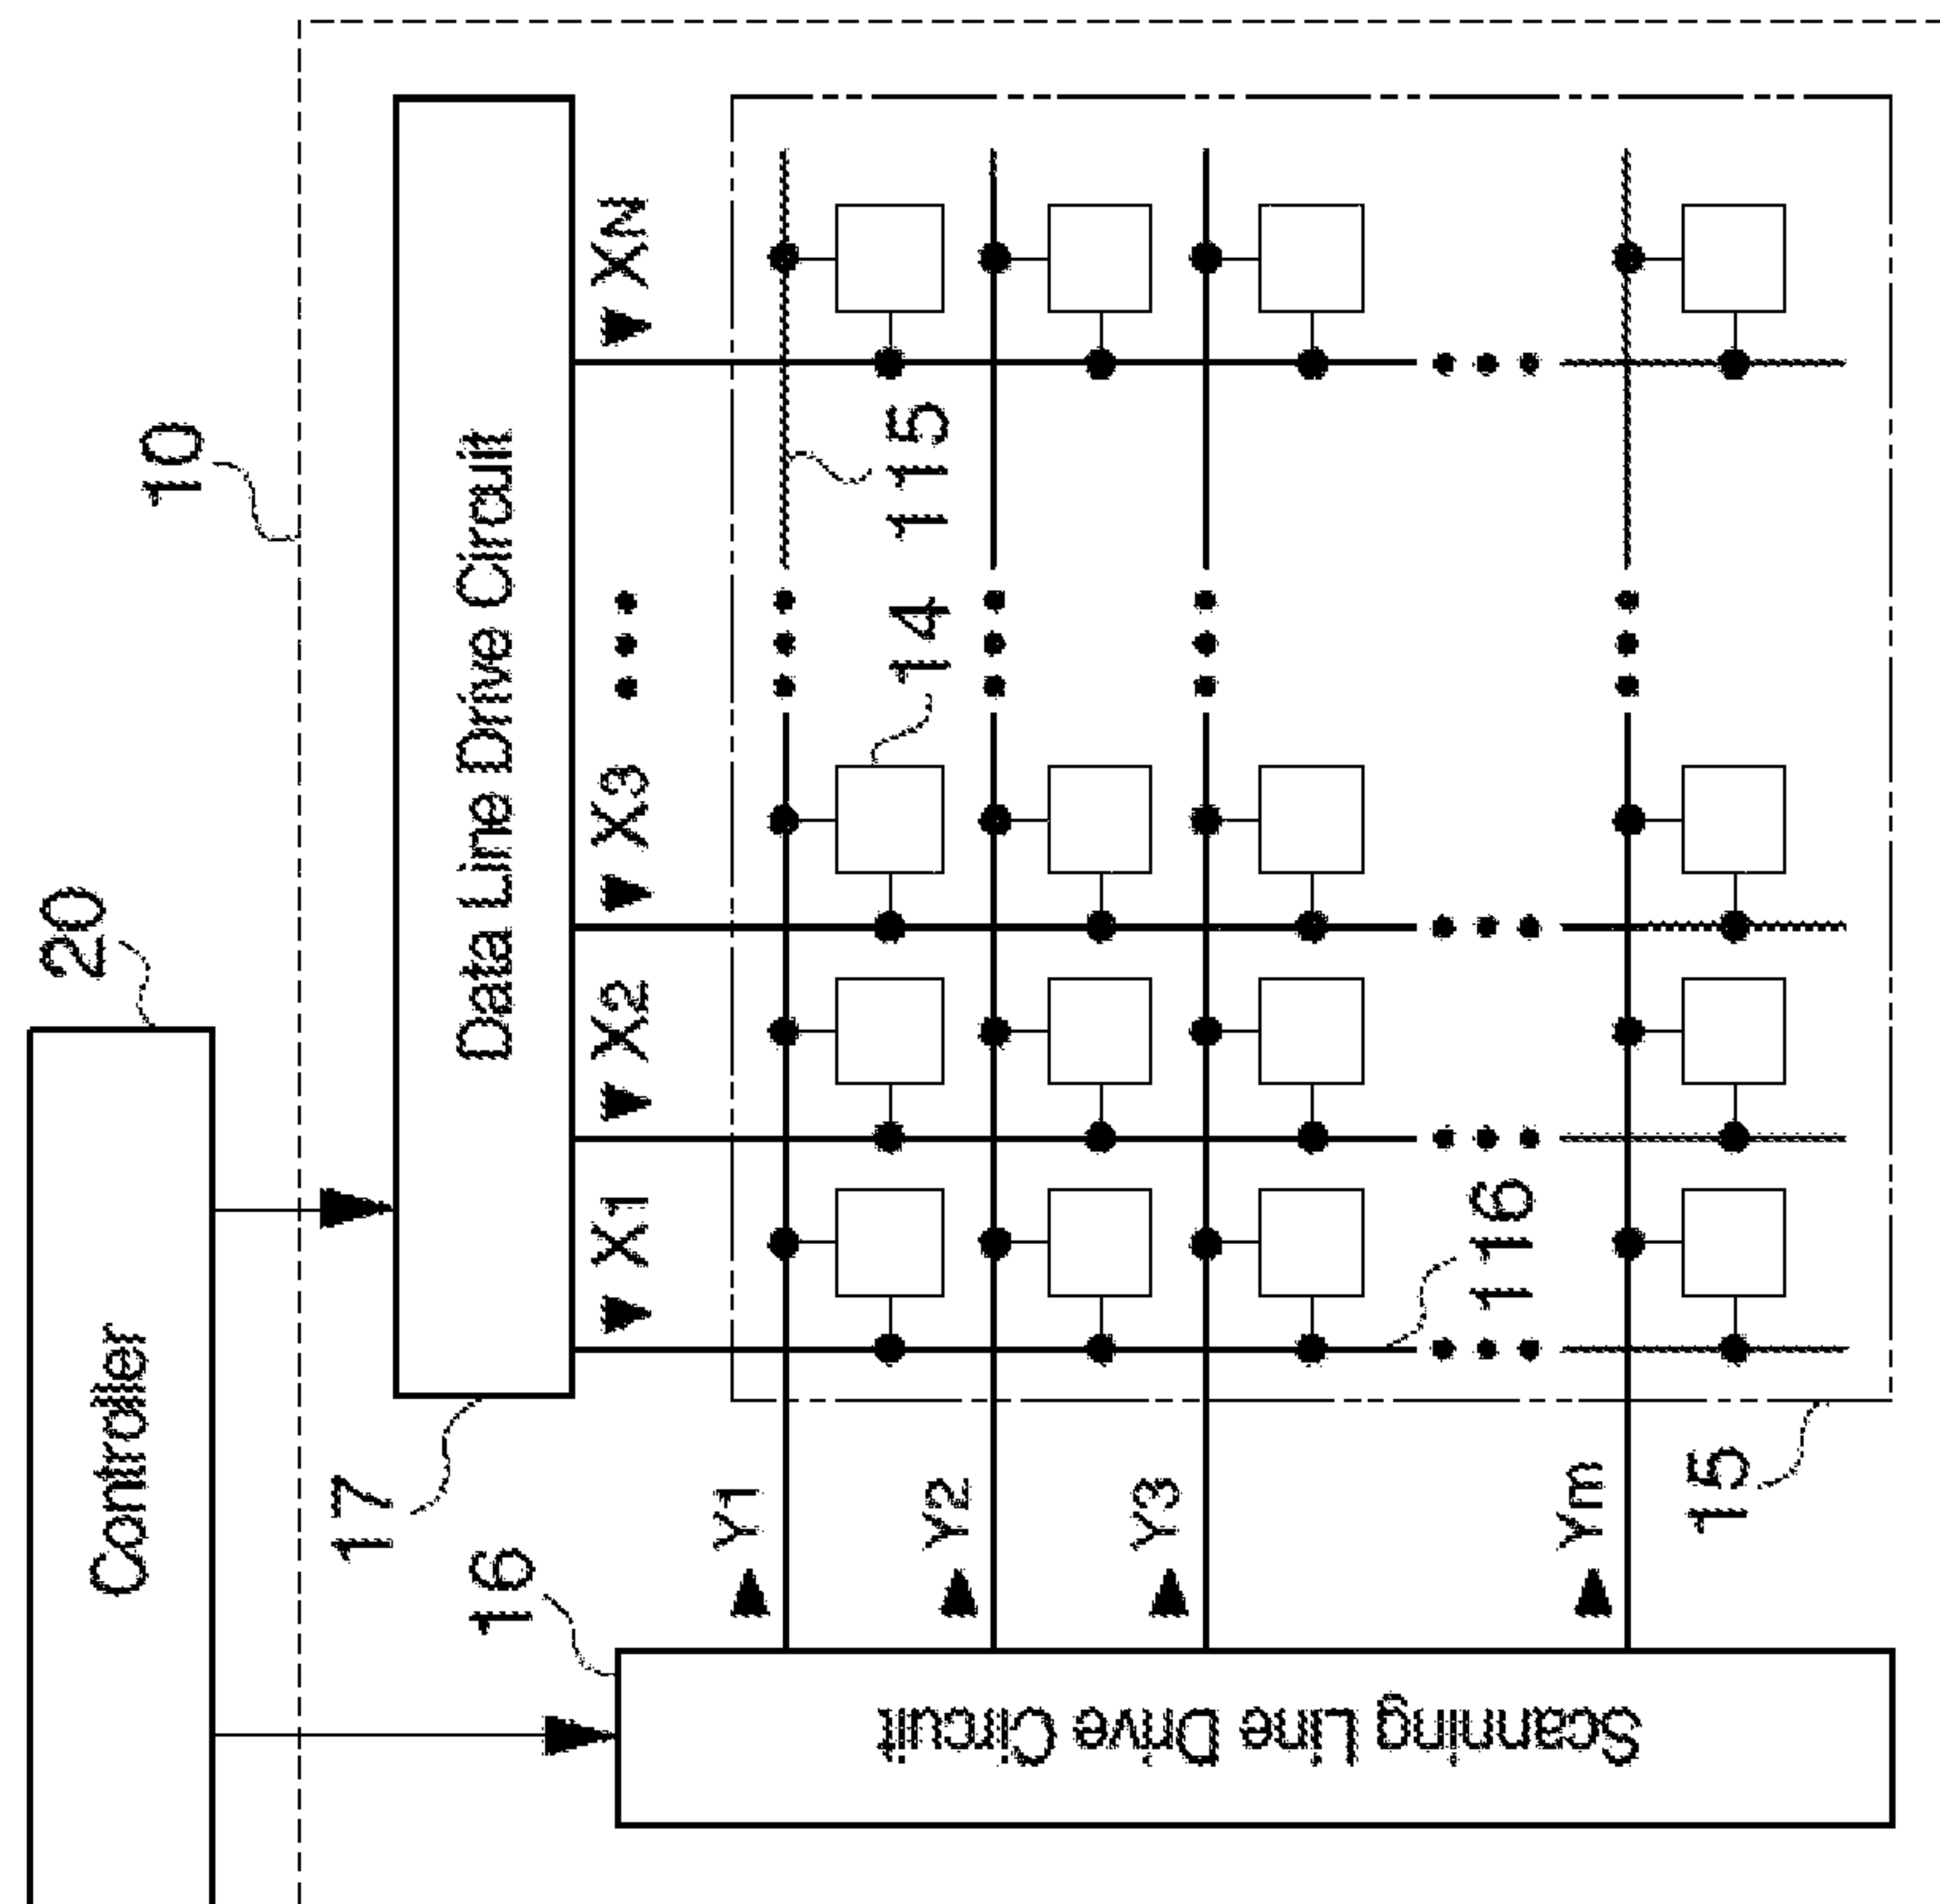 Controller
20
10
17
Data Line Drive Circuit
16
Scanning Line Drive Circuit
X1
X2
X3
XN
Y1
Y2
Y3
Ym
115
14
116
15